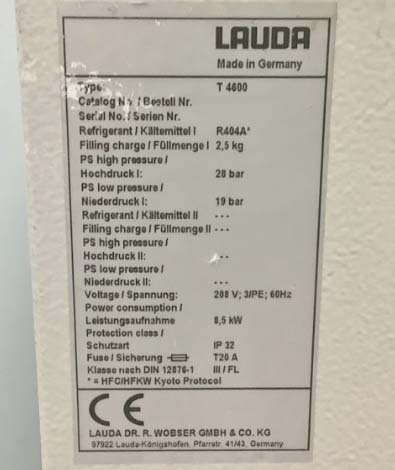 LAUDA
Made in Germany
Type T 4600
Catalog No. / Bestell Nr.
Serial No. / Serien Nr.
Refrigerant / Kältemittel I R404A*
Filling charge / Füllmenge I 2,5 kg
PS high pressure /
Hochdruck I: 28 bar
PS low pressure /
Niederdruck I: 19 bar
Refrigerant / Kältemittel II ---
Filling charge / Füllmenge II ---
PS high pressure /
Hochdruck II: ---
PS low pressure /
Niederdruck II: ---
Voltage / Spannung: 208 V; 3/PE; 60Hz
Power consumption /
Leistungsaufnahme 8,5 kW
Protection class /
Schutzart IP 32
Fuse / Sicherung T20 A
Klasse nach DIN 12876-1 III / FL
* = HFC/HFKW Kyoto Protocol
CE
LAUDA DR. R. WOBSER GMBH & CO. KG
97922 Lauda-Königshofen, Pfarrstr. 41/43, Germany